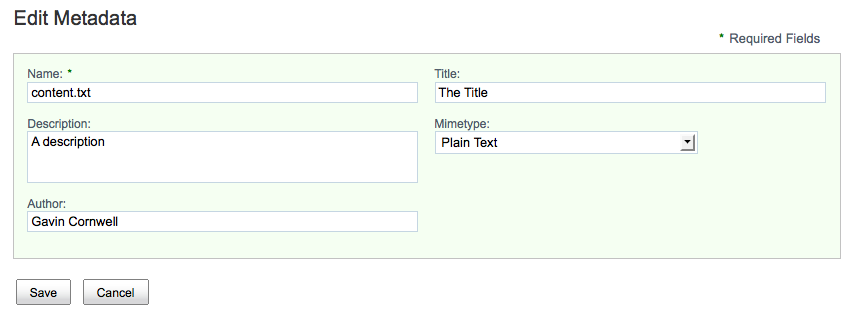 Edit Metadata
* Required Fields
Name: *
content.txt
Title:
The Title
Description:
A description
Mimetype:
Plain Text
Author:
Gavin Cornwell
Save
Cancel